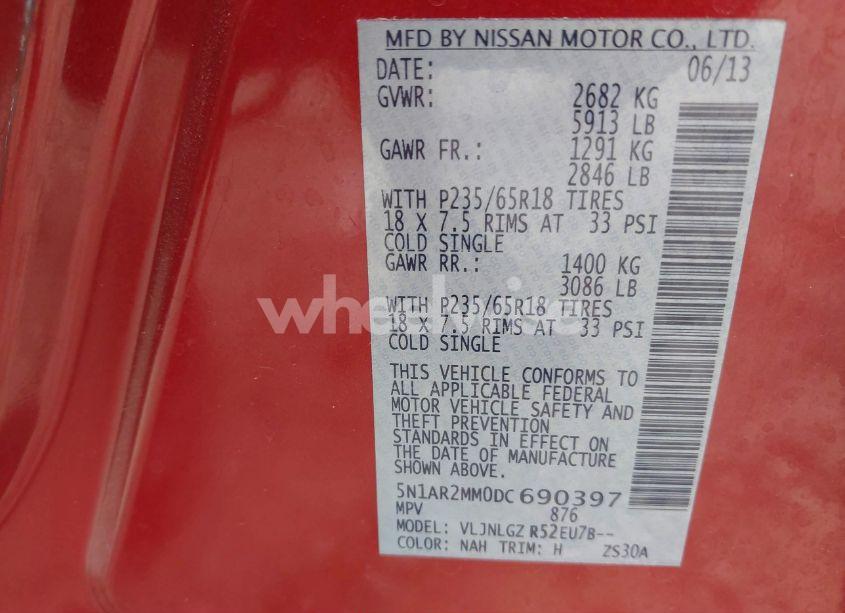 MFD BY NISSAN MOTOR CO., LTD.
DATE: 06/13
GVWR: 2682 KG
5913 LB
GAWR FR.: 1291 KG
2846 LB
WITH P235/65R18 TIRES
18 X 7.5 RIMS AT 33 PSI
COLD SINGLE
GAWR RR.: 1400 KG
3086 LB
WITH P235/65R18 TIRES
18 X 7.5 RIMS AT 33 PSI
COLD SINGLE
THIS VEHICLE CONFORMS TO
ALL APPLICABLE FEDERAL
MOTOR VEHICLE SAFETY AND
THEFT PREVENTION
STANDARDS IN EFFECT ON
THE DATE OF MANUFACTURE
SHOWN ABOVE.
5N1AR2MM0DC690397
MPV 876
MODEL: VLJNLGZ R52EU7B--
COLOR: NAH TRIM: H ZS30A